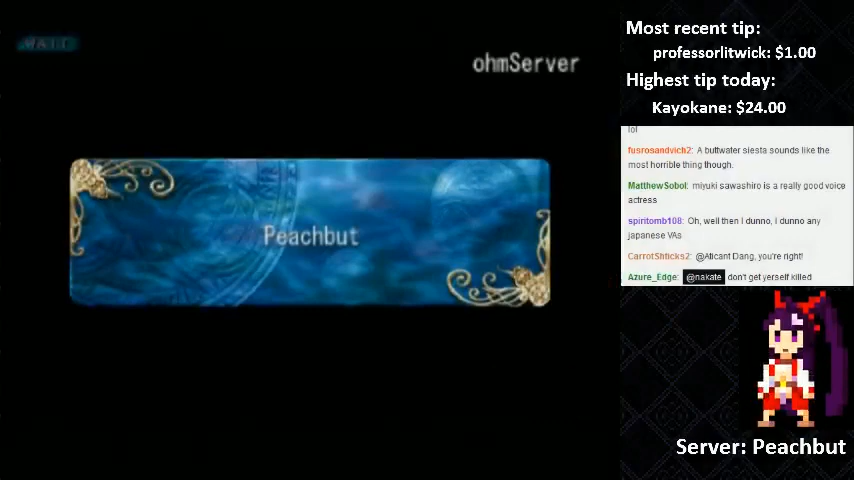 WAIT
ohmServer
Peachbut
Most recent tip:
professorlitwick: $1.00
Highest tip today:
Kayokane: $24.00
lol
fusrosandvich2: A buttwater siesta sounds like the
most horrible thing though.
MatthewSobol: miyuki sawashiro is a really good voice
actress
spiritomb108: Oh, well then I dunno, I dunno any
japanese VAs
CarrotShticks2: @Aticant Dang, you're right!
Azure_Edge: @nakate don't get yerself killed
Server: Peachbut